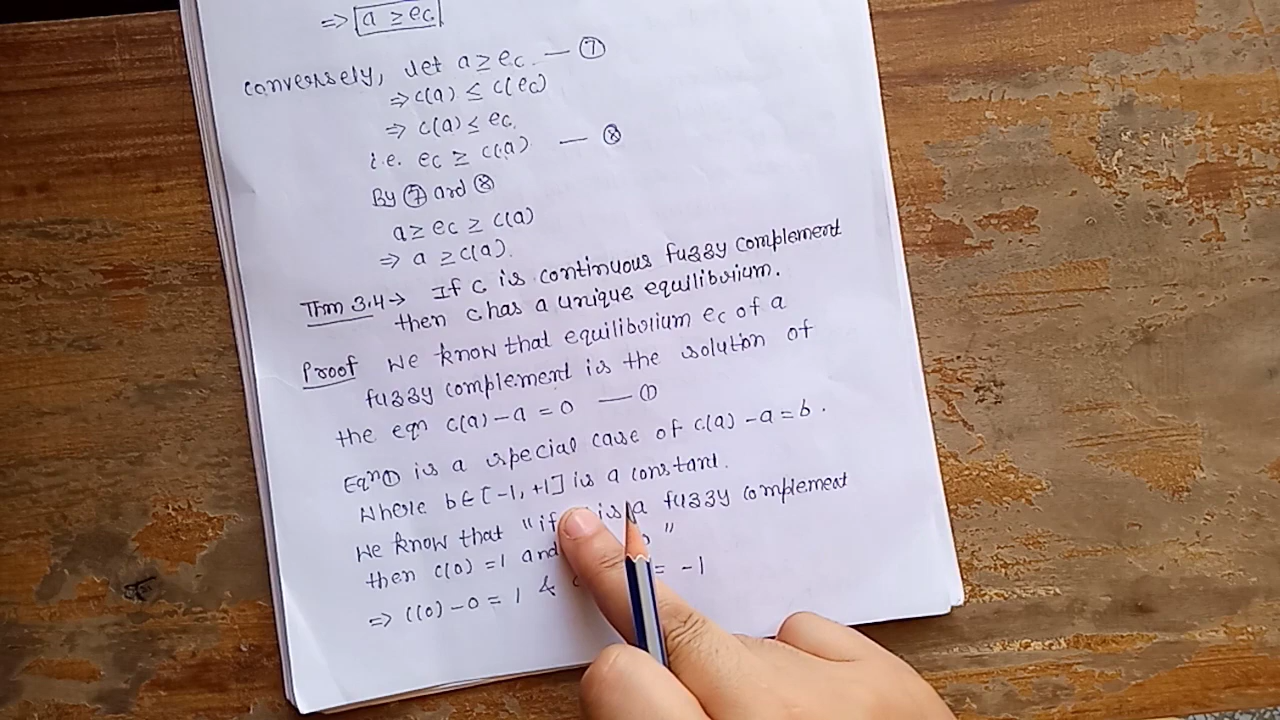 ⇒ a ≥ ec
conversely, let a ≥ ec. — ⑦
⇒ c(a) ≤ c(ec)
⇒ c(a) ≤ ec.
i.e. ec ≥ c(a) — ⑧
By ⑦ and ⑧
a ≥ ec ≥ c(a)
⇒ a ≥ c(a).
Thm 3.4 → If c is continuous fuzzy complement
then c has a unique equilibrium.
Proof We know that equilibrium ec of a
fuzzy complement is the solution of
the eqn c(a) - a = 0 — ①
Eqn ① is a special case of c(a) - a = b.
Where b ∈ [-1, +1] is a constant.
We know that "if is a fuzzy complement
then c(0) = 1 and "
⇒ c(0) - 0 = 1 & = -1